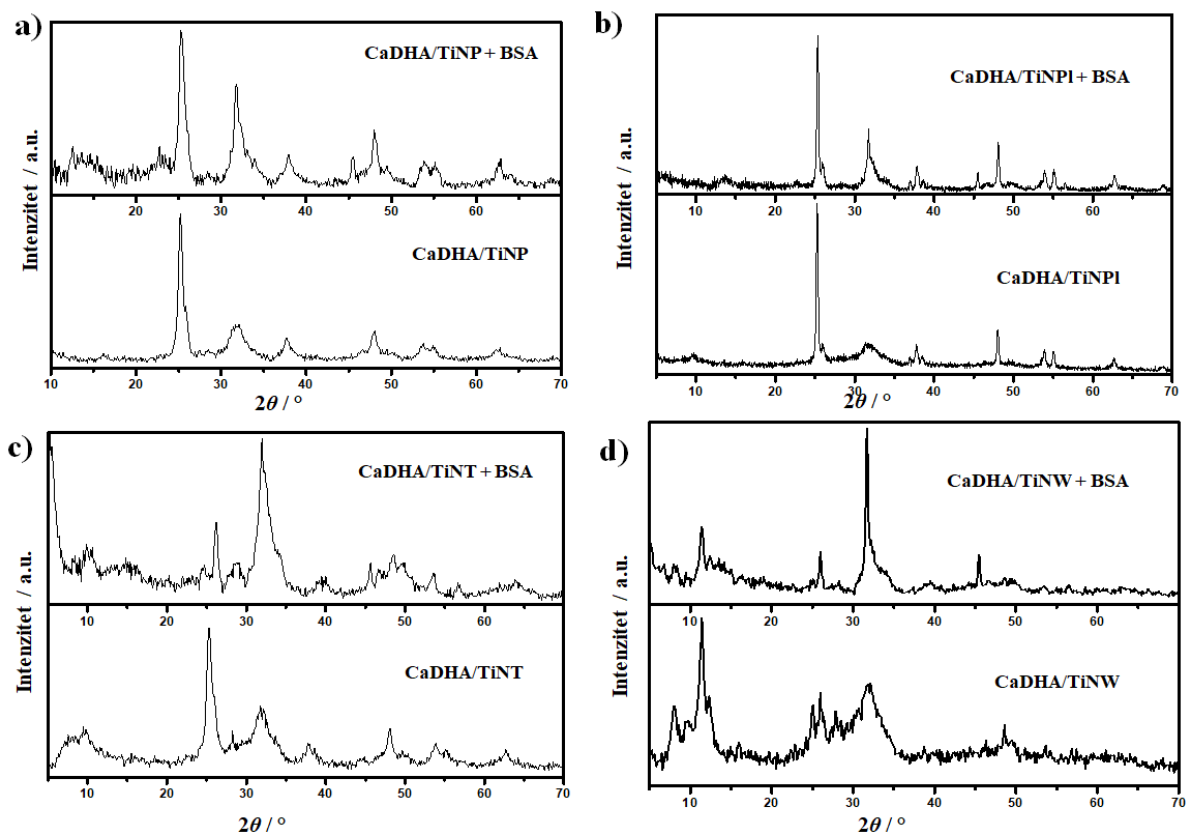 a)
Intenzitet / a.u.
CaDHA/TiNP + BSA
20 30 40 50 60
CaDHA/TiNP
10 20 30 40 50 60 70
2θ / °
b)
Intenzitet / a.u.
CaDHA/TiNPl + BSA
10 20 30 40 50 60
CaDHA/TiNPl
10 20 30 40 50 60 70
2θ / °
c)
Intenzitet / a.u.
CaDHA/TiNT + BSA
10 20 30 40 50 60
CaDHA/TiNT
10 20 30 40 50 60 70
2θ / °
d)
Intenzitet / a.u.
CaDHA/TiNW + BSA
10 20 30 40 50 60 70
CaDHA/TiNW
10 20 30 40 50 60 70
2θ / °